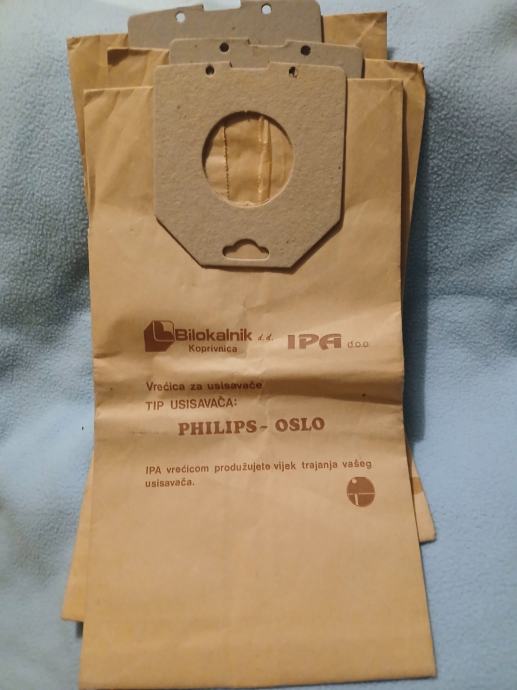 Bilokalnik d.d. IPA d.o.o
Koprivnica
Vrećica za usisavače
TIP USISAVAČA:
PHILIPS - OSLO
IPA vrećicom produžujete vijek trajanja vašeg
usisavača.